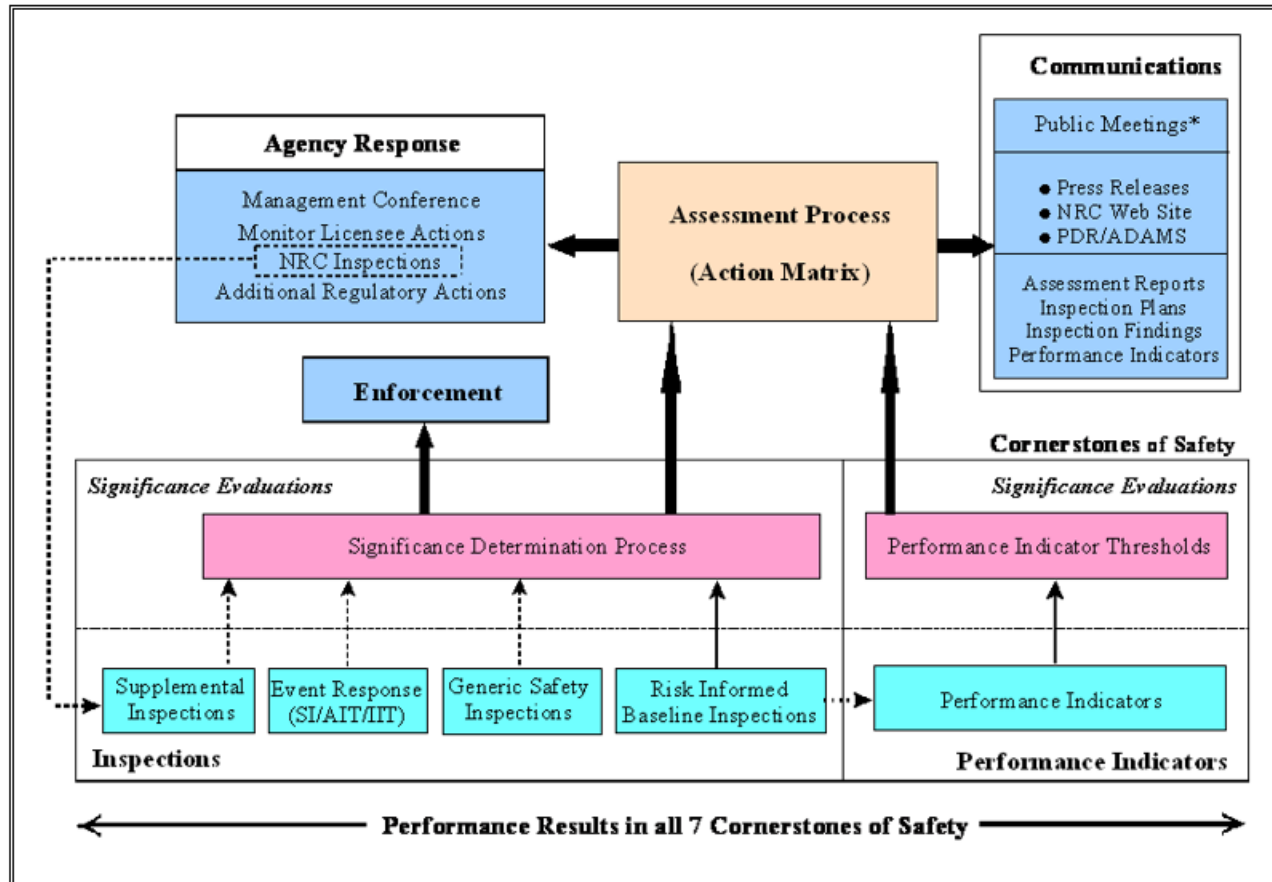 Communications
Public Meetings*
● Press Releases
● NRC Web Site
● PDR/ADAMS
Assessment Reports
Inspection Plans
Inspection Findings
Performance Indicators
Agency Response
Management Conference
Monitor Licensee Actions
NRC Inspections
Additional Regulatory Actions
Assessment Process
(Action Matrix)
Enforcement
Cornerstones of Safety
Significance Evaluations
Significance Evaluations
Significance Determination Process
Performance Indicator Thresholds
Supplemental
Inspections
Event Response
(SI/AIT/IIT)
Generic Safety
Inspections
Risk Informed
Baseline Inspections
Performance Indicators
Inspections
Performance Indicators
Performance Results in all 7 Cornerstones of Safety